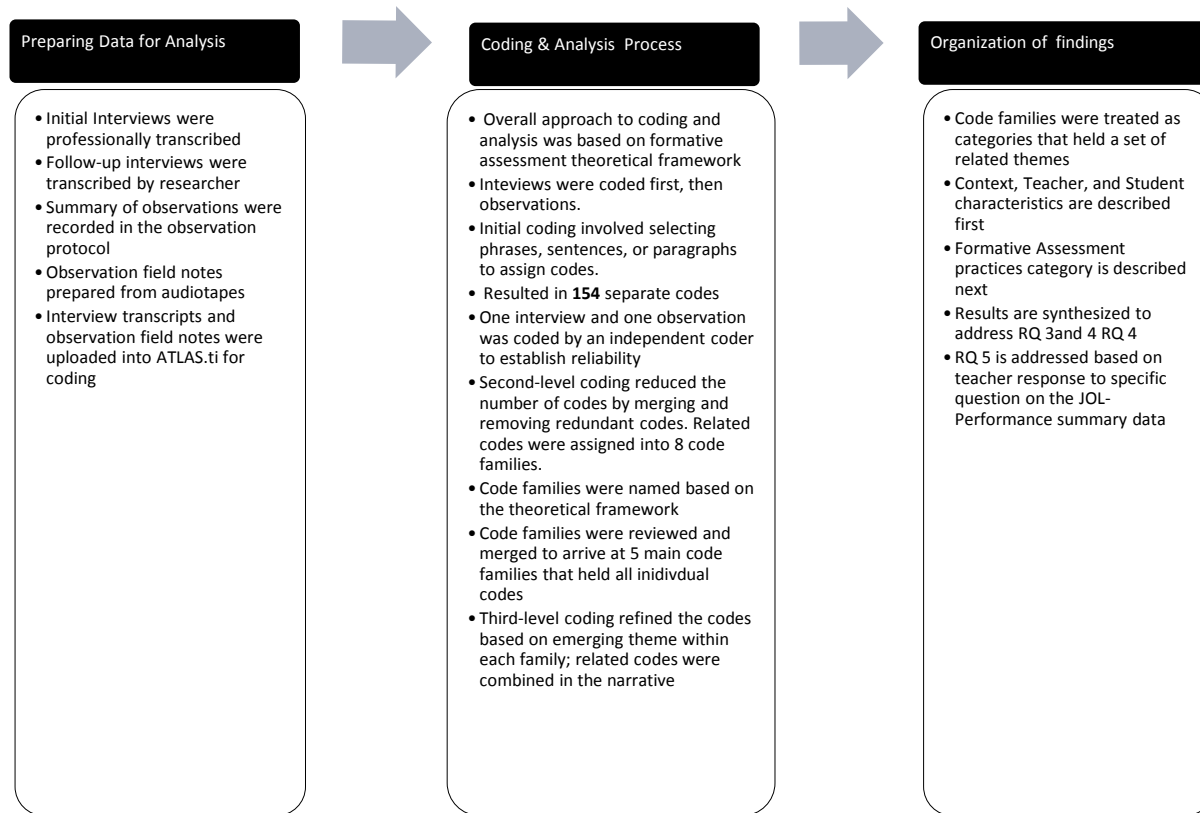 Preparing Data for Analysis
• Initial Interviews were
professionally transcribed
• Follow-up interviews were
transcribed by researcher
• Summary of observations were
recorded in the observation
protocol
• Observation field notes
prepared from audiotapes
• Interview transcripts and
observation field notes were
uploaded into ATLAS.ti for
coding
Coding & Analysis Process
• Overall approach to coding and
analysis was based on formative
assessment theoretical framework
• Inteviews were coded first, then
observations.
• Initial coding involved selecting
phrases, sentences, or paragraphs
to assign codes.
• Resulted in 154 separate codes
• One interview and one observation
was coded by an independent coder
to establish reliability
• Second-level coding reduced the
number of codes by merging and
removing redundant codes. Related
codes were assigned into 8 code
families.
• Code families were named based on
the theoretical framework
• Code families were reviewed and
merged to arrive at 5 main code
families that held all inidivdual
codes
• Third-level coding refined the codes
based on emerging theme within
each family; related codes were
combined in the narrative
Organization of findings
• Code families were treated as
categories that held a set of
related themes
• Context, Teacher, and Student
characteristics are described
first
• Formative Assessment
practices category is described
next
• Results are synthesized to
address RQ 3and 4 RQ 4
• RQ 5 is addressed based on
teacher response to specific
question on the JOL-
Performance summary data